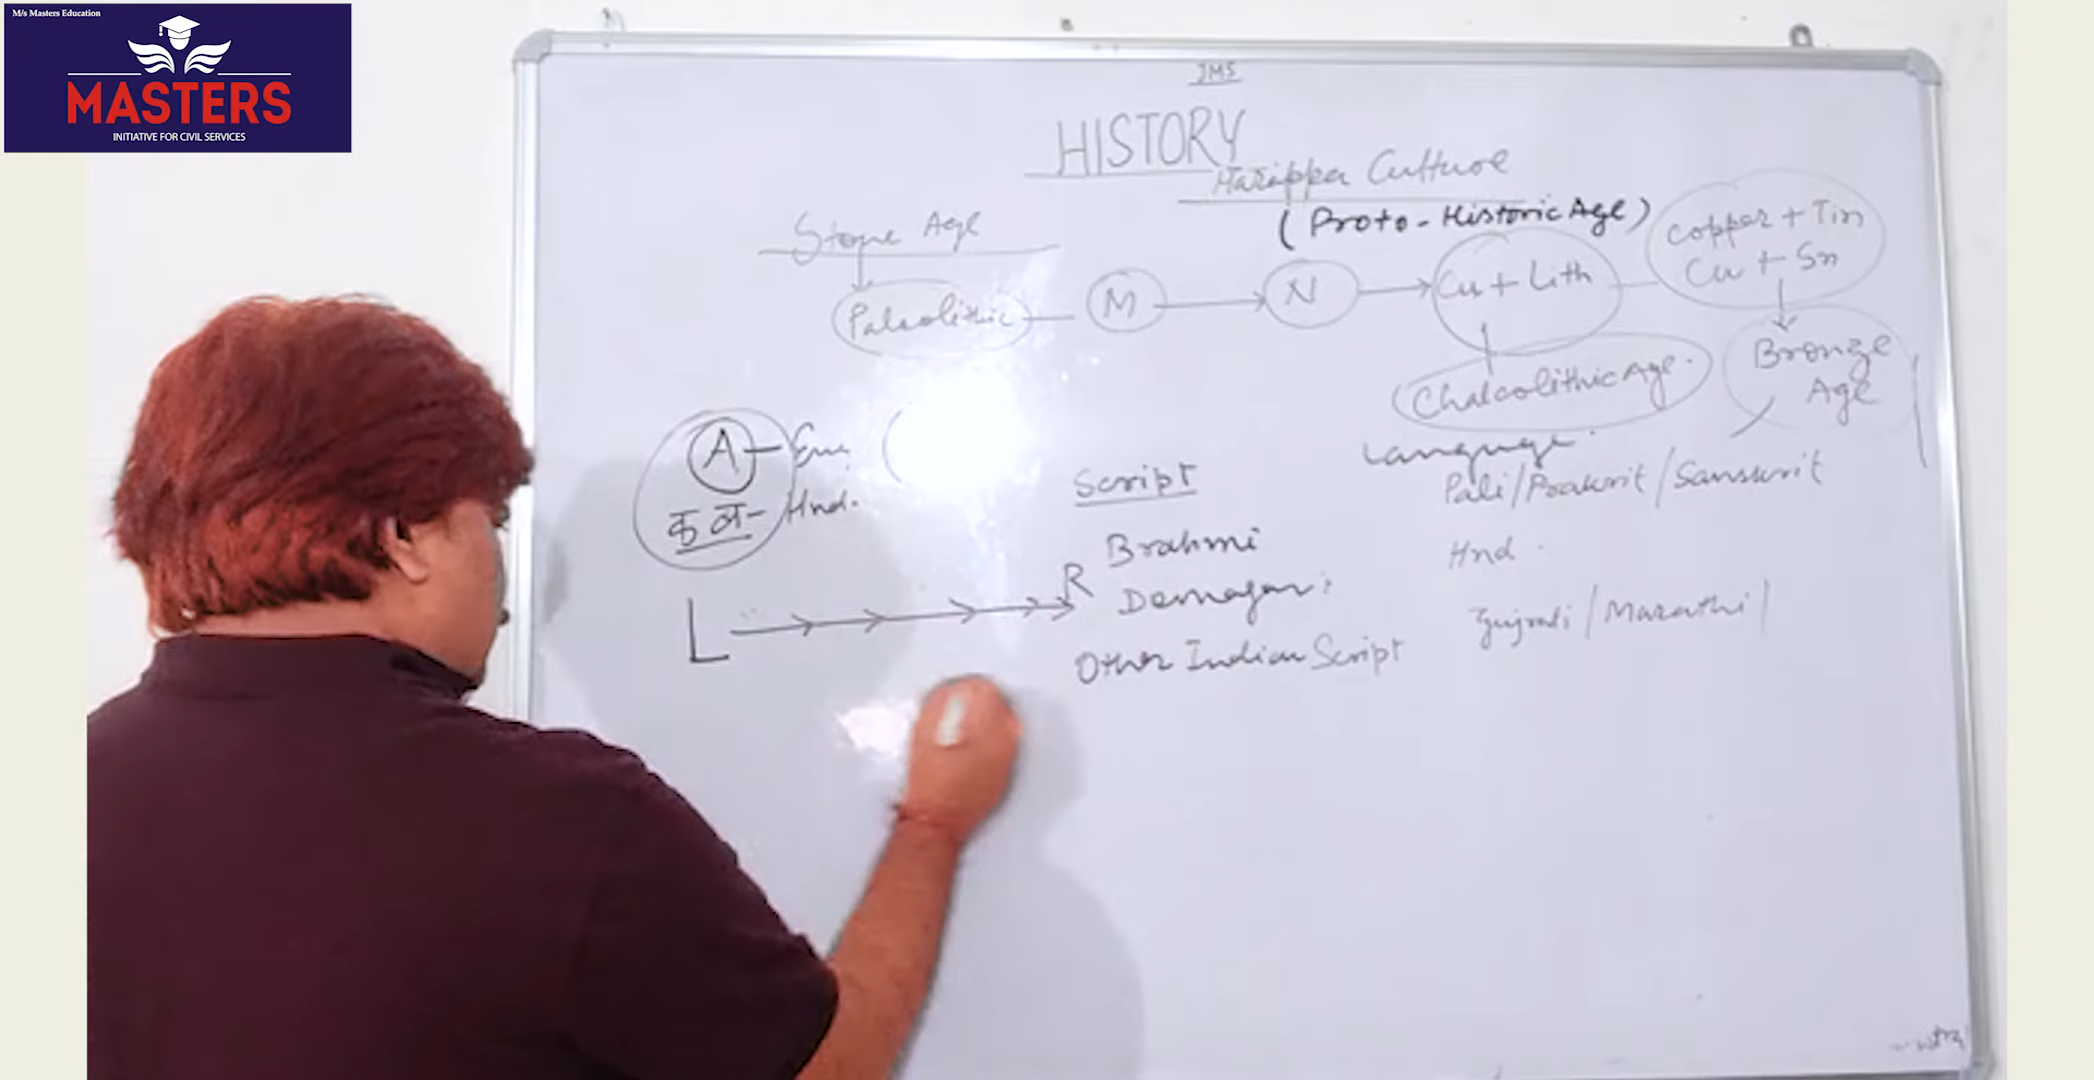 M/s Masters Education
MASTERS
INITIATIVE FOR CIVIL SERVICES
JMS
HISTORY
Harappa Culture
(Proto-Historic Age)
Stone Age
Copper + Tin
Cu + Sn
Paleolithic
M
N
Cu + Lith
Chalcolithic Age.
Bronze
Age
A - Eng.
Hnd.
Script
Language.
Pali/Prakrit/Sanskrit
Brahmi
Hnd.
L
R
Devnagari
Gujrati/Marathi/
Other Indian Script